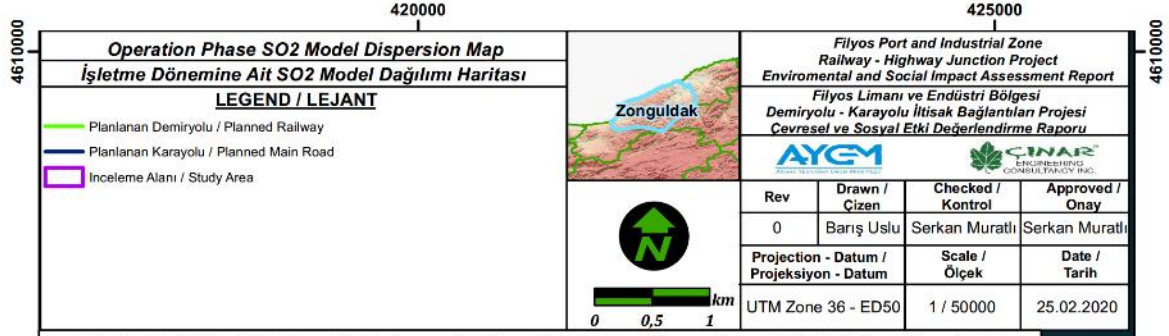 420000
425000
4610000
4610000
Operation Phase SO2 Model Dispersion Map
İşletme Dönemine Ait SO2 Model Dağılımı Haritası
LEGEND / LEJANT
Planlanan Demiryolu / Planned Railway
Planlanan Karayolu / Planned Main Road
Inceleme Alanı / Study Area
Zonguldak
N
km
0 0,5 1
Filyos Port and Industrial Zone
Railway - Highway Junction Project
Enviromental and Social Impact Assessment Report
Filyos Limanı ve Endüstri Bölgesi
Demiryolu - Karayolu İltisak Bağlantıları Projesi
Çevresel ve Sosyal Etki Değerlendirme Raporu
AYGM
ÇINAR
ENGINEERING
CONSULTANCY INC.
Rev
Drawn /
Çizen
Checked /
Kontrol
Approved /
Onay
0
Barış Uslu
Serkan Muratlı
Serkan Muratlı
Projection - Datum /
Projeksiyon - Datum
Scale /
Ölçek
Date /
Tarih
UTM Zone 36 - ED50
1 / 50000
25.02.2020